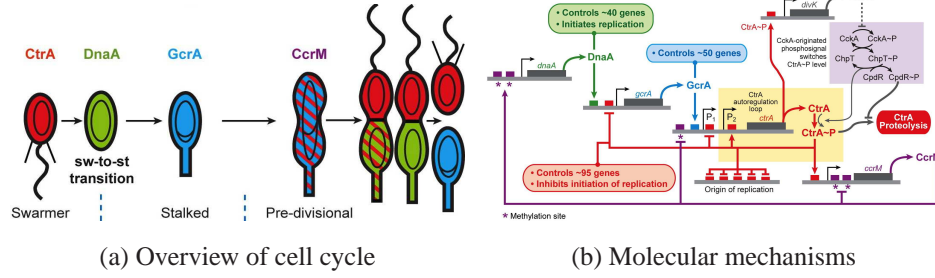 CtrA DnaA GcrA CcrM
sw-to-st
transition
Swarmer Stalked Pre-divisional
(a) Overview of cell cycle
• Controls ~40 genes
• Initiates replication
DnaA
dnaA
* *
• Controls ~50 genes
gcrA
GcrA
CtrA~P
divK
CckA-originated
phosphosignal
switches
CtrA~P level
CckA CckA~P
ChpT ChpT~P
CpdR CpdR~P
P1 P2
CtrA
autoregulation
loop
ctrA
CtrA
CtrA~P
CtrA
Proteolysis
*
• Controls ~95 genes
• Inhibits initiation of replication
Origin of replication
ccrM
Ccr
* *
* Methylation site
(b) Molecular mechanisms